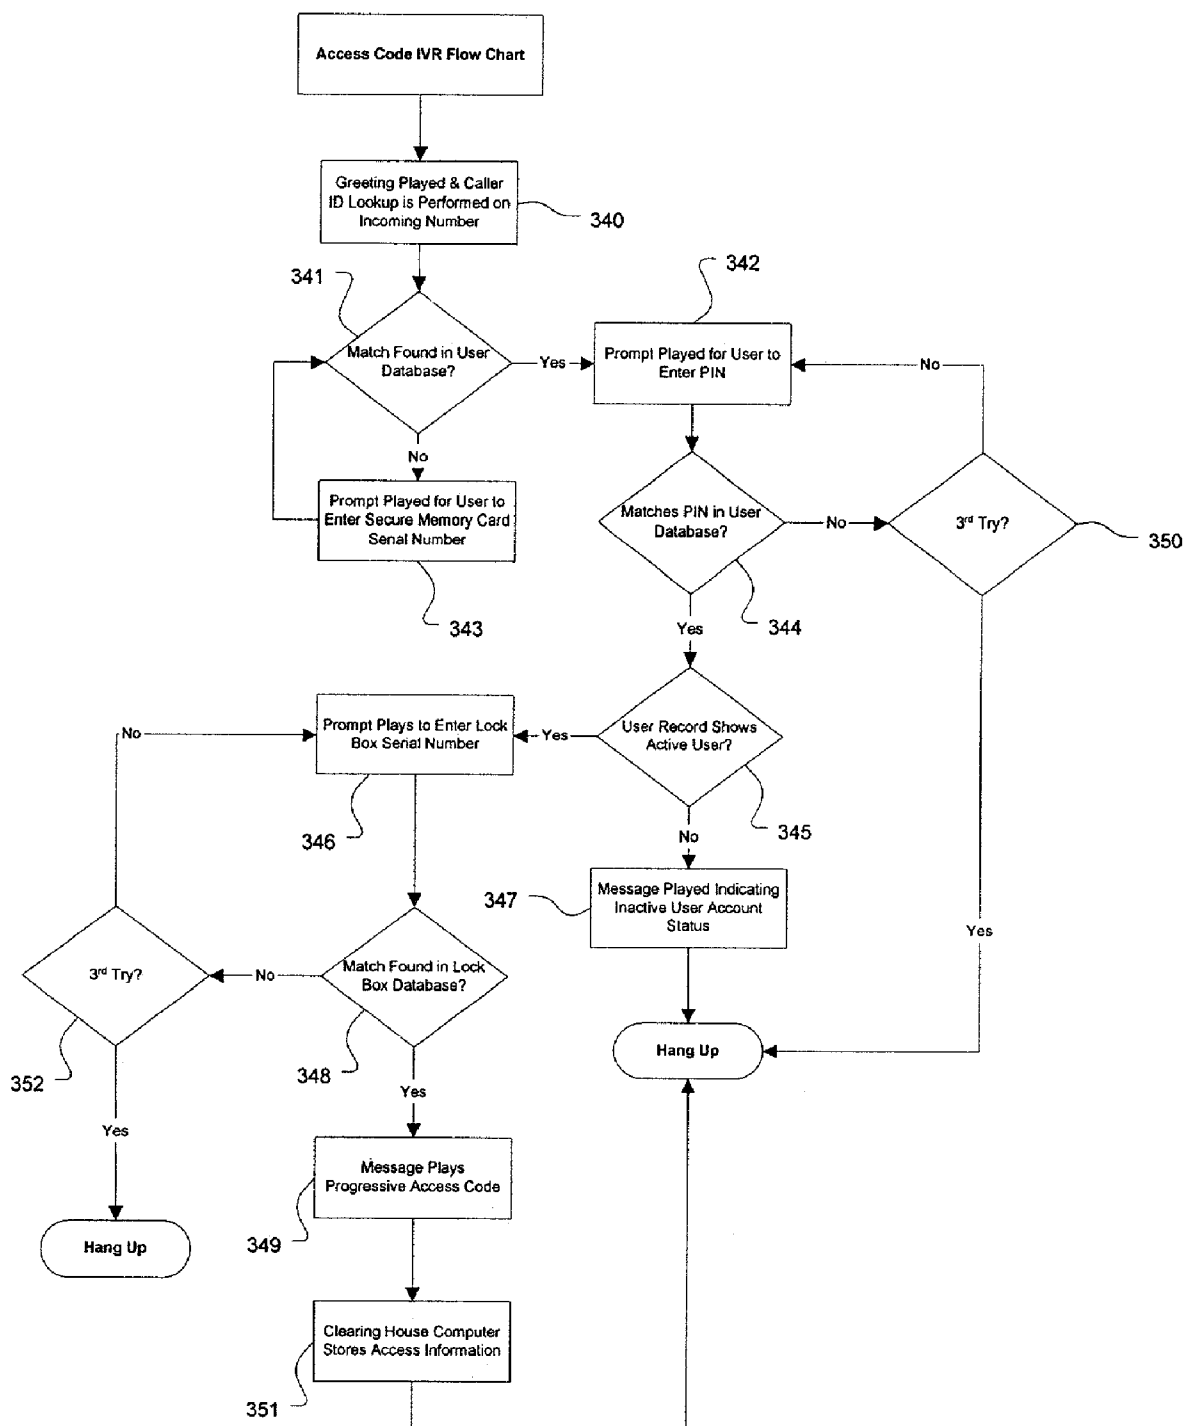 Access Code IVR Flow Chart
Greeting Played & Caller
ID Lookup is Performed on
Incoming Number
340
341
342
Match Found in User
Database?
Yes
Prompt Played for User to
Enter PIN
No
No
Prompt Played for User to
Enter Secure Memory Card
Serial Number
343
Matches PIN in User
Database?
No
3rd Try?
350
344
Yes
User Record Shows
Active User?
Yes
345
No
Prompt Plays to Enter Lock
Box Serial Number
346
No
Message Played Indicating
Inactive User Account
Status
347
Yes
Match Found in Lock
Box Database?
No
3rd Try?
352
348
Hang Up
Yes
Yes
Message Plays
Progressive Access Code
349
Hang Up
Clearing House Computer
Stores Access Information
351